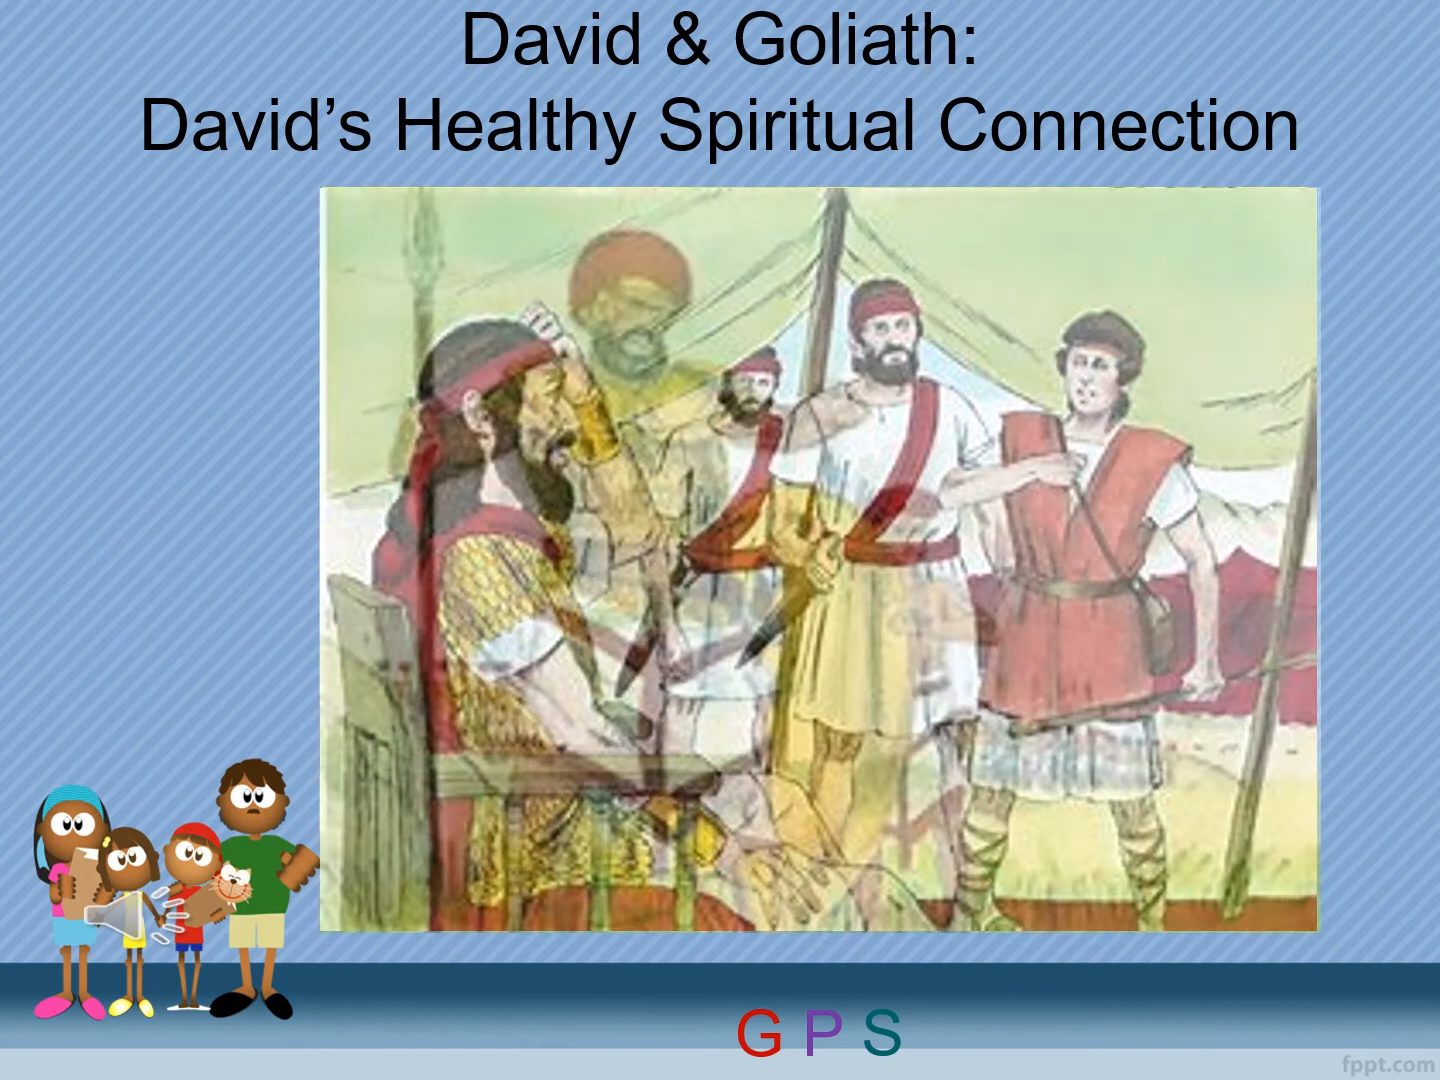 David & Goliath:
David’s Healthy Spiritual Connection
G P S
fppt.com